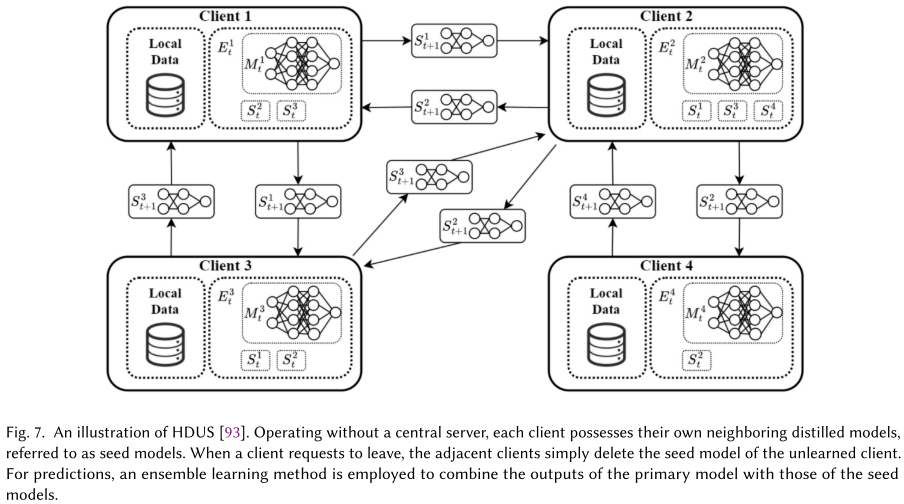 Client 1
Client 2
Local
Data
E_t^1
M_t^1
S_t^2
S_t^3
S_{t+1}^1
S_{t+1}^2
Local
Data
E_t^2
M_t^2
S_t^1
S_t^3
S_t^4
S_{t+1}^3
S_{t+1}^1
S_{t+1}^3
S_{t+1}^2
S_{t+1}^4
S_{t+1}^2
Client 3
Client 4
Local
Data
E_t^3
M_t^3
S_t^1
S_t^2
Local
Data
E_t^4
M_t^4
S_t^2
Fig. 7. An illustration of HDUS [93]. Operating without a central server, each client possesses their own neighboring distilled models,
referred to as seed models. When a client requests to leave, the adjacent clients simply delete the seed model of the unlearned client.
For predictions, an ensemble learning method is employed to combine the outputs of the primary model with those of the seed
models.